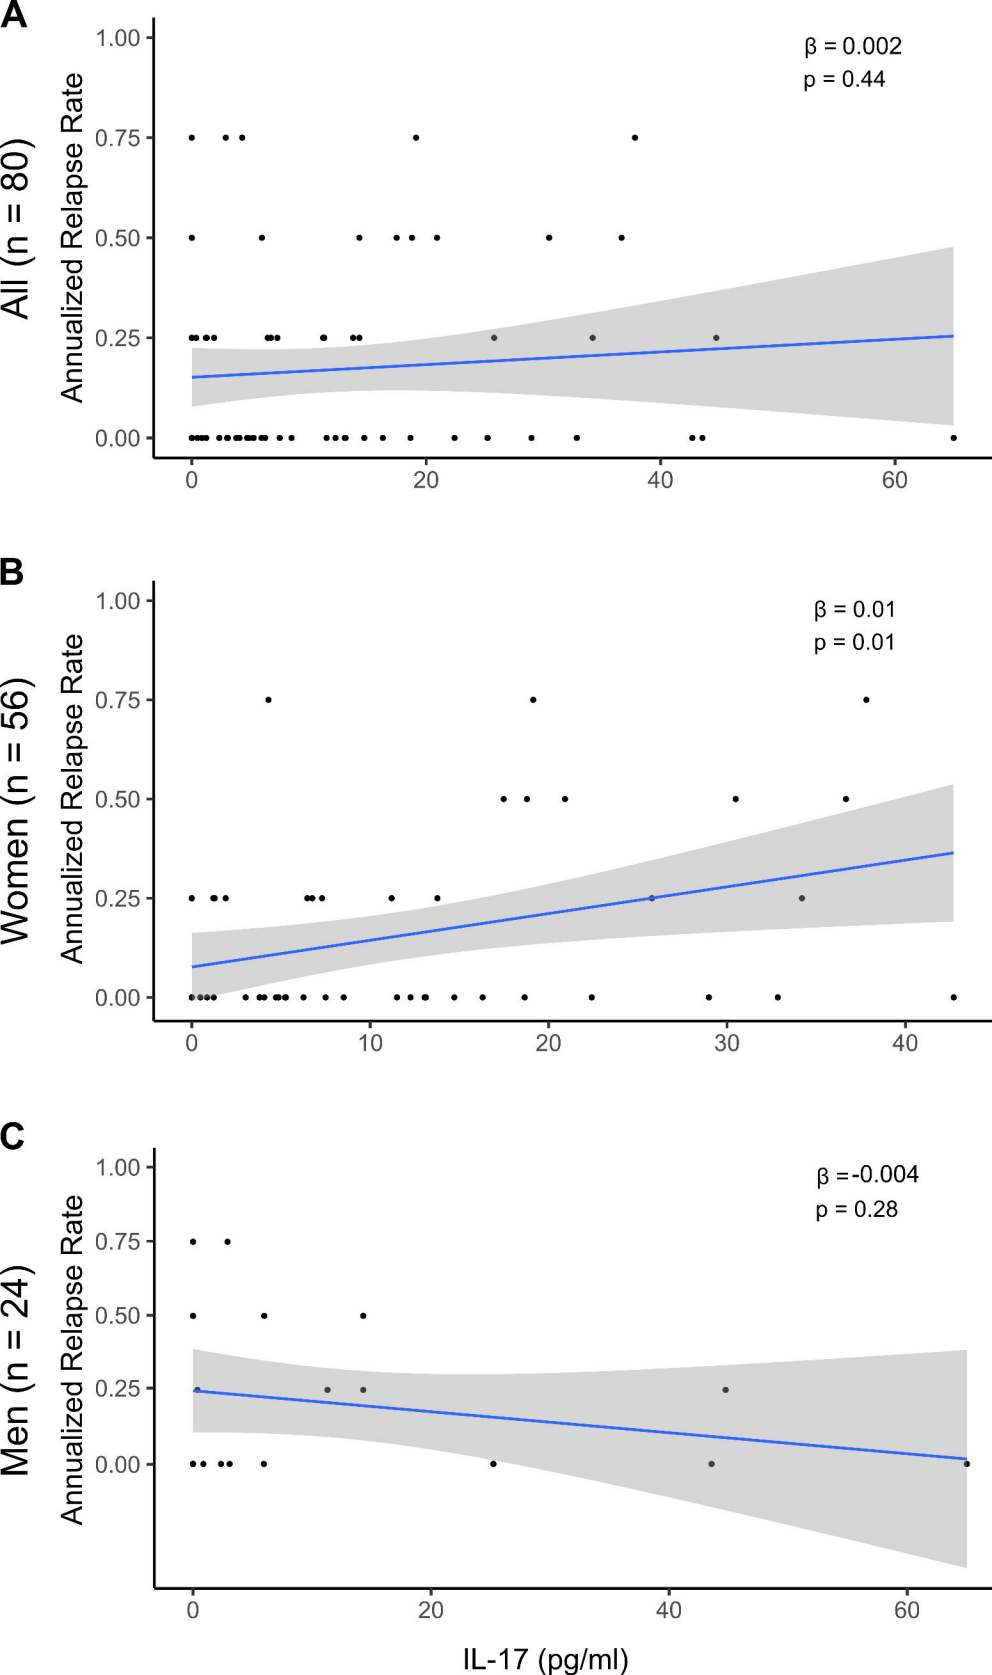 A
All (n = 80)
Annualized Relapse Rate
1.00
0.75
0.50
0.25
0.00
β = 0.002
p = 0.44
0 20 40 60
B
Women (n = 56)
Annualized Relapse Rate
1.00
0.75
0.50
0.25
0.00
β = 0.01
p = 0.01
0 10 20 30 40
C
Men (n = 24)
Annualized Relapse Rate
1.00
0.75
0.50
0.25
0.00
β =-0.004
p = 0.28
0 20 40 60
IL-17 (pg/ml)